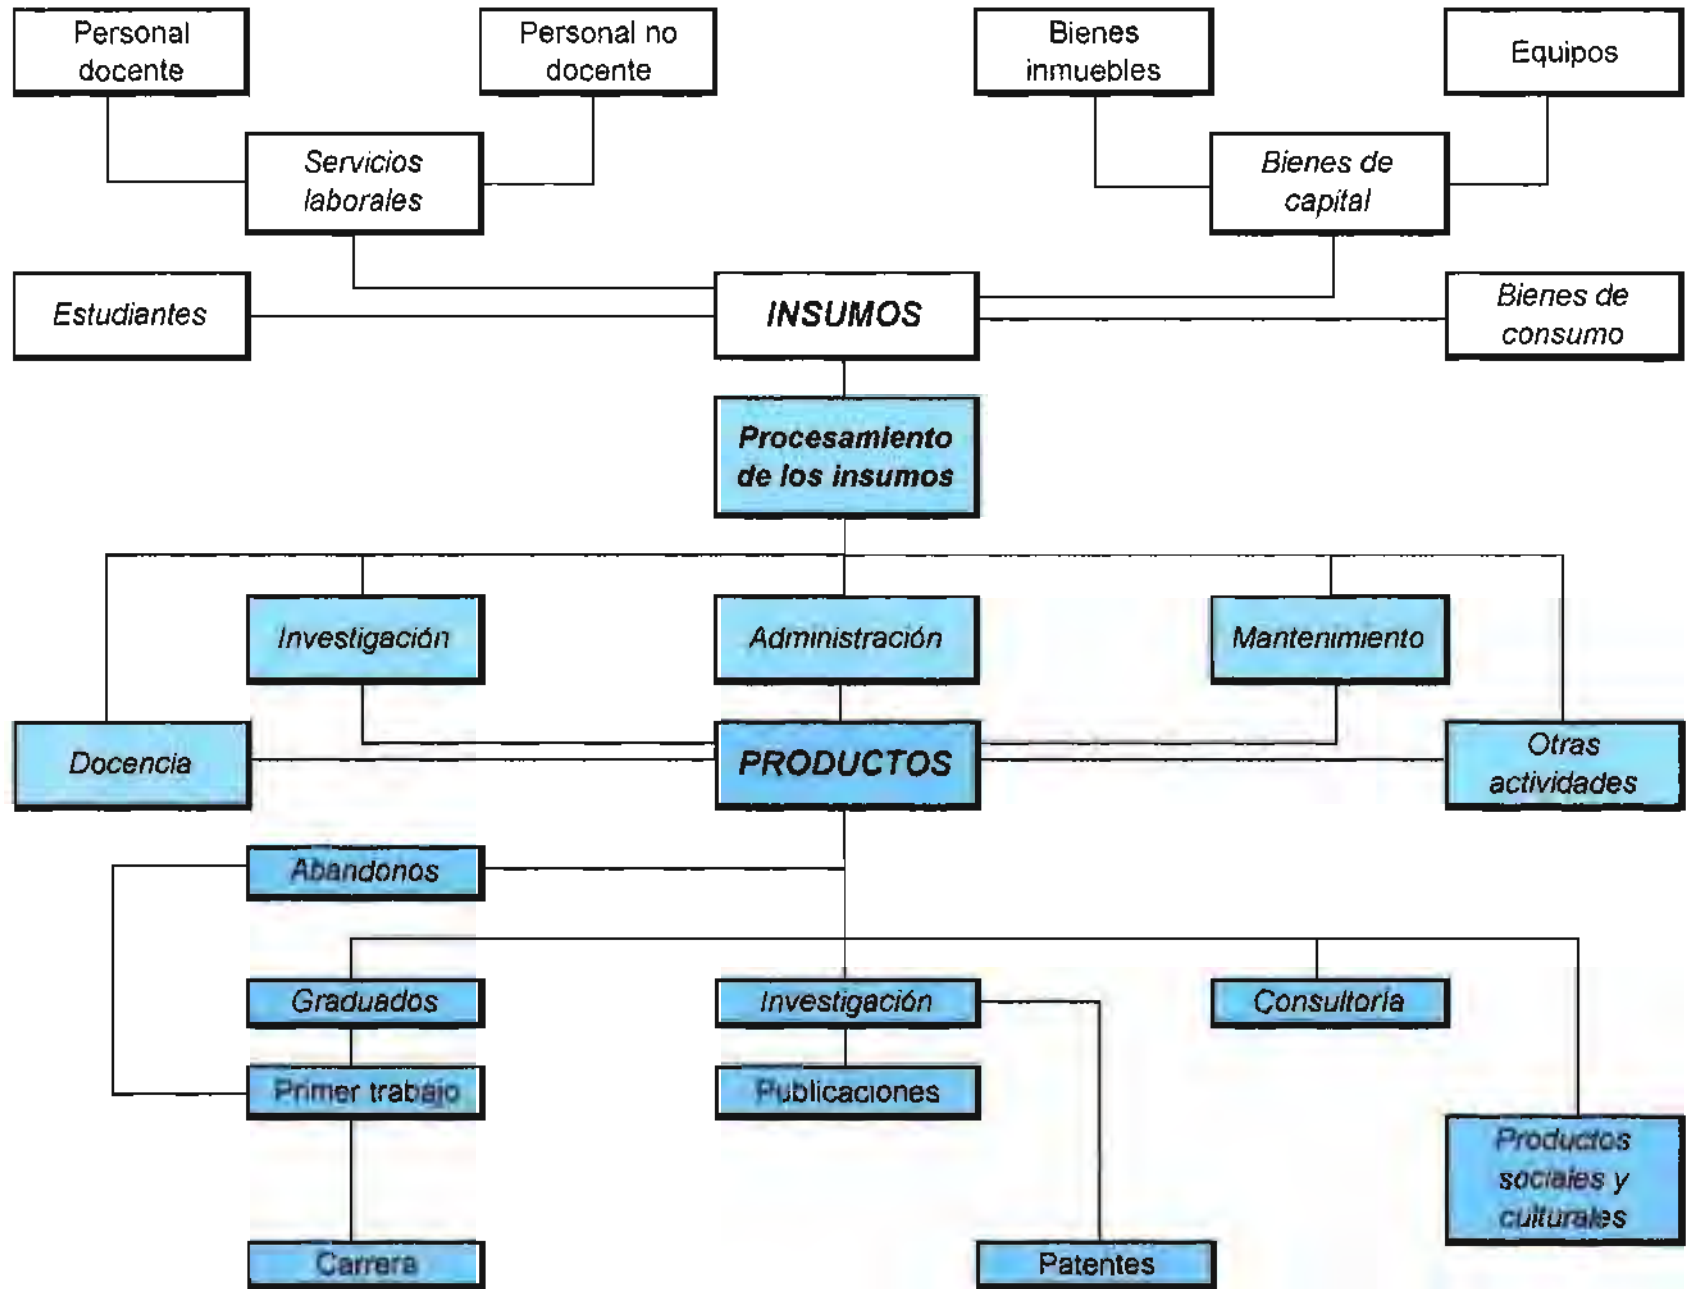 Personal
docente
Personal no
docente
Bienes
inmuebles
Equipos
Servicios
laborales
Bienes de
capital
Estudiantes
INSUMOS
Bienes de
consumo
Procesamiento
de los insumos
Investigación
Administración
Mantenimiento
Docencia
PRODUCTOS
Otras
actividades
Abandonos
Graduados
Investigación
Consultoría
Primer trabajo
Publicaciones
Productos
sociales y
culturales
Carrera
Patentes